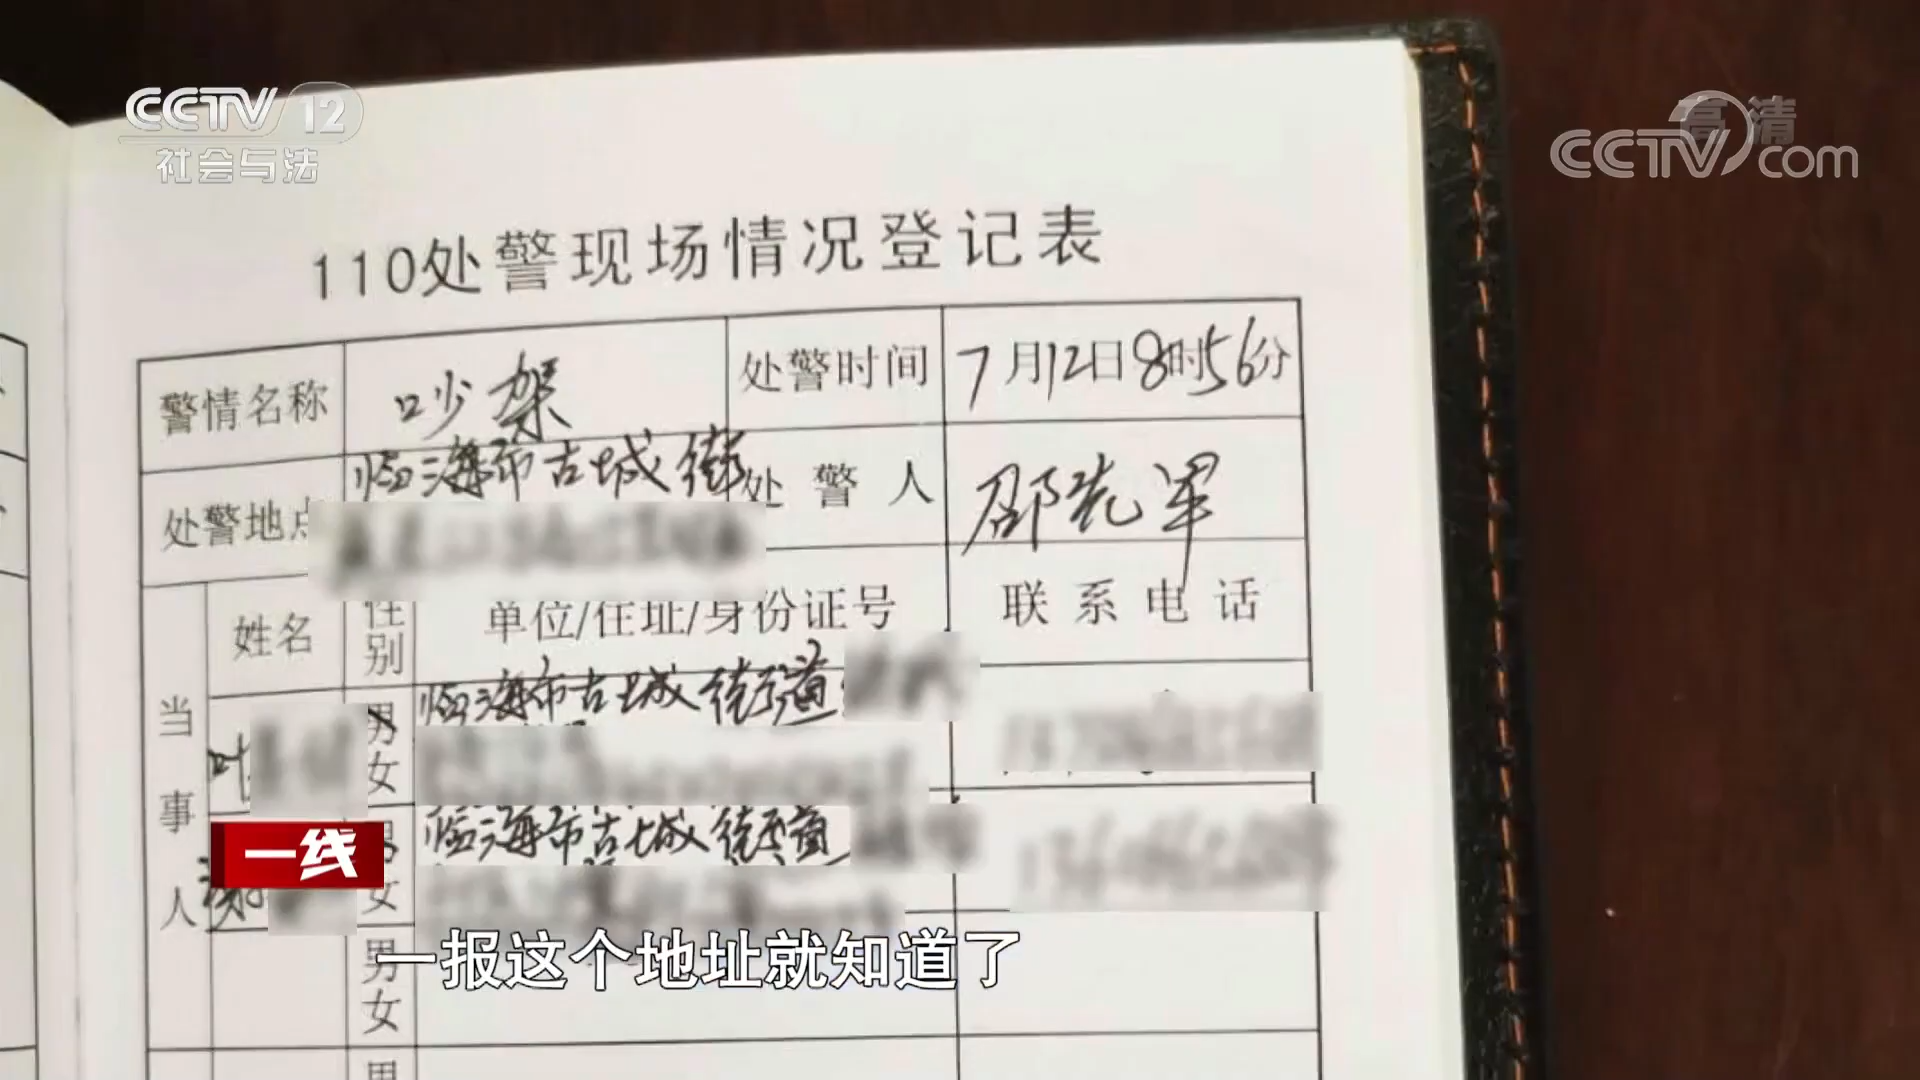 CCTV 12
社会与法
高清
CCTV.com
110处警现场情况登记表
警情名称 吵架 处警时间 7月12日8时56分
处警地点 临海市古城街 处警人 邵先军
当事人 姓名 性别 单位/住址/身份证号 联系电话
叶 男 女 临海市古城街道
谢 男 女 临海市古城街道
男 女
男
一线
一报这个地址就知道了